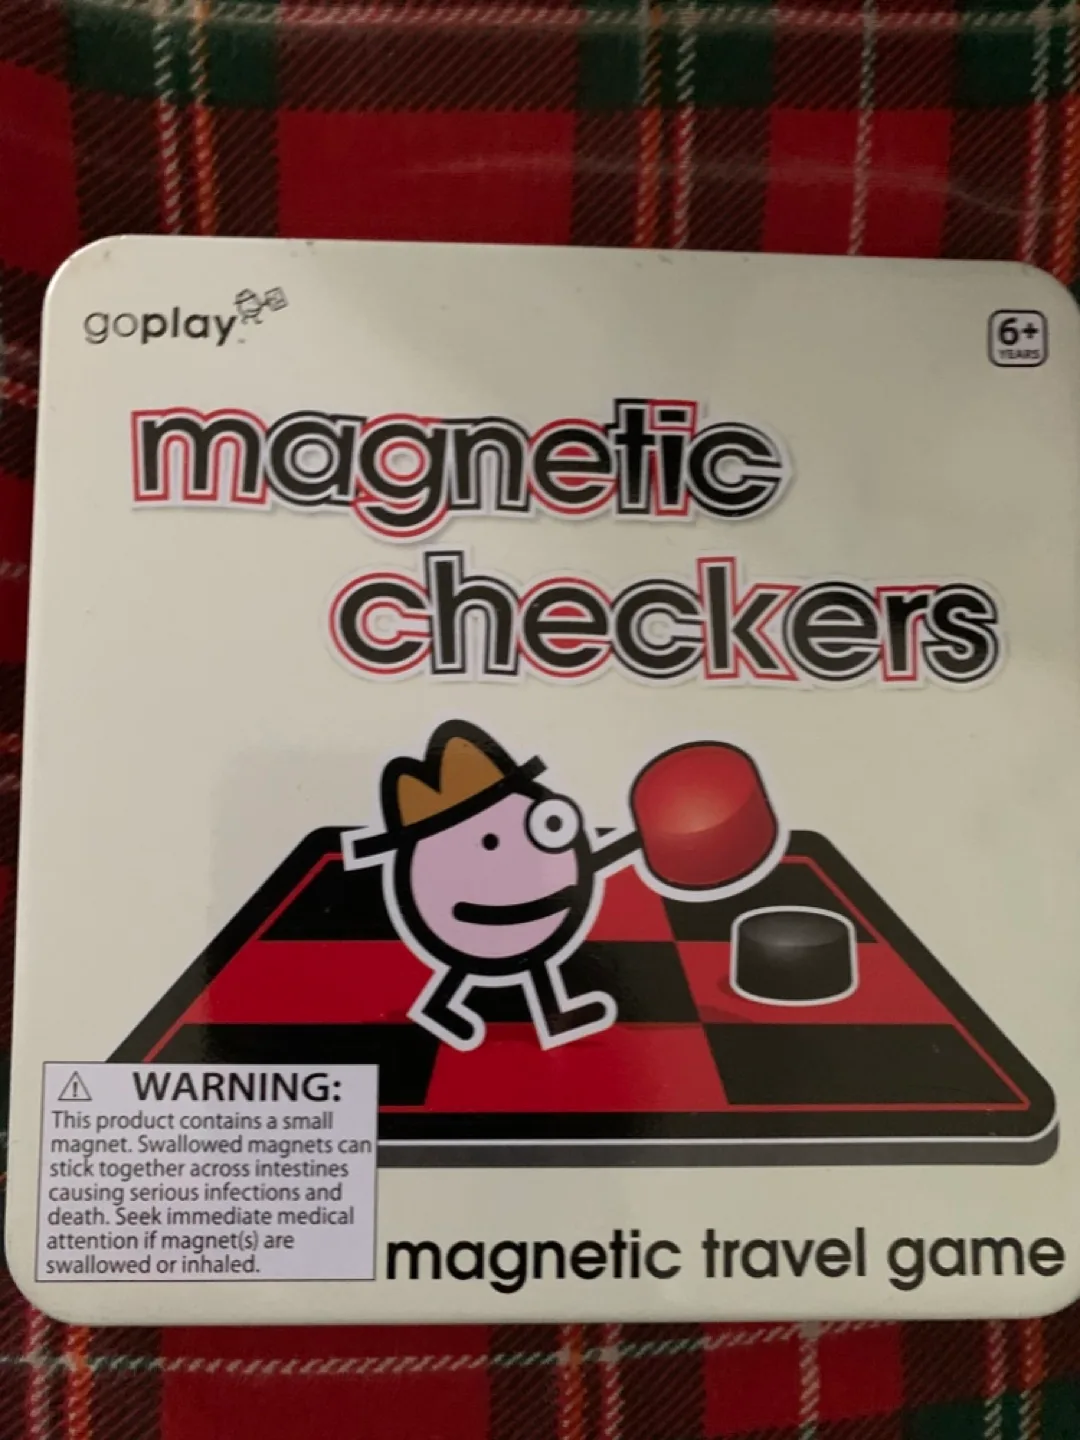 goplay™
6+
YEARS
magnetic
checkers
WARNING:
This product contains a small
magnet. Swallowed magnets can
stick together across intestines
causing serious infections and
death. Seek immediate medical
attention if magnet(s) are
swallowed or inhaled.
magnetic travel game